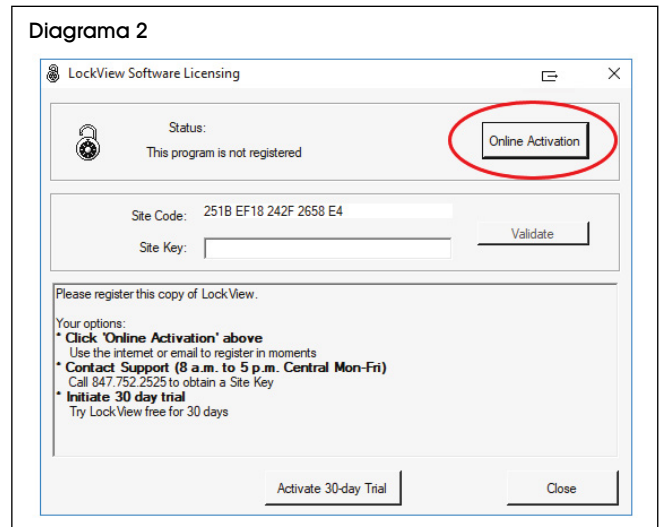 Diagrama 2
LockView Software Licensing
Status:
This program is not registered
Online Activation
Site Code: 251B EF18 242F 2658 E4
Site Key:
Validate
Please register this copy of LockView.
Your options:
* Click 'Online Activation' above
Use the internet or email to register in moments
* Contact Support (8 a.m. to 5 p.m. Central Mon-Fri)
Call 847.752.2525 to obtain a Site Key
* Initiate 30 day trial
Try LockView free for 30 days
Activate 30-day Trial
Close